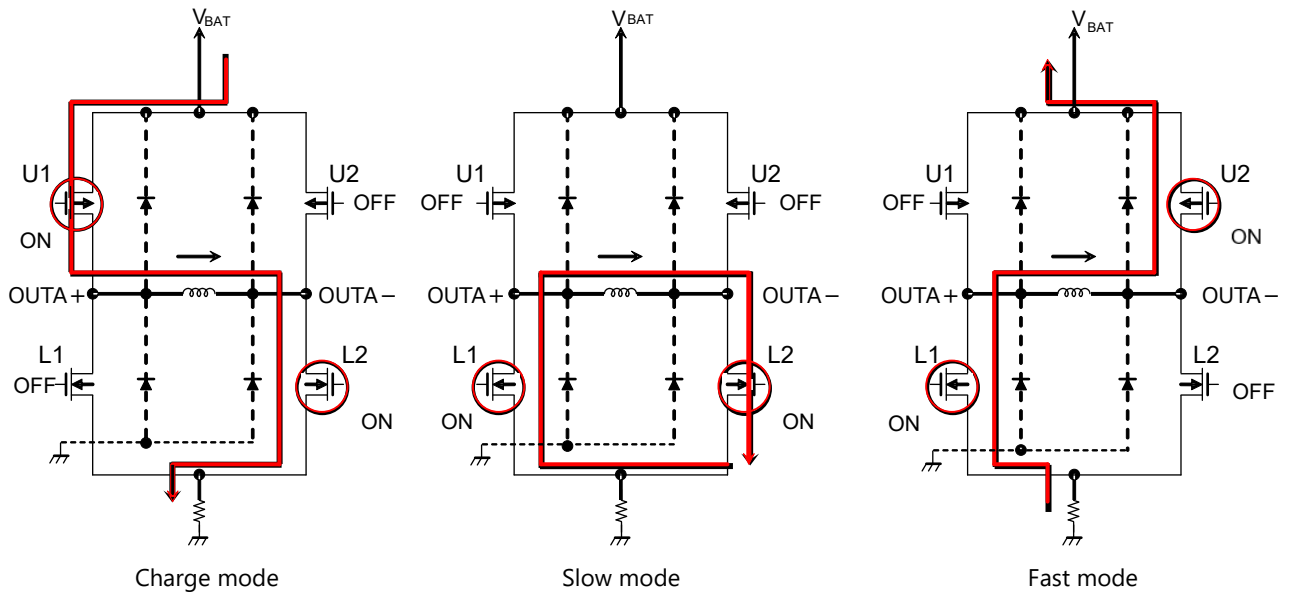 VBAT
U1
ON
U2
OFF
OUTA+
OUTA−
L1
OFF
L2
ON
Charge mode
VBAT
U1
OFF
U2
OFF
OUTA+
OUTA−
L1
ON
L2
ON
Slow mode
VBAT
U1
OFF
U2
ON
OUTA+
OUTA−
L1
ON
L2
OFF
Fast mode